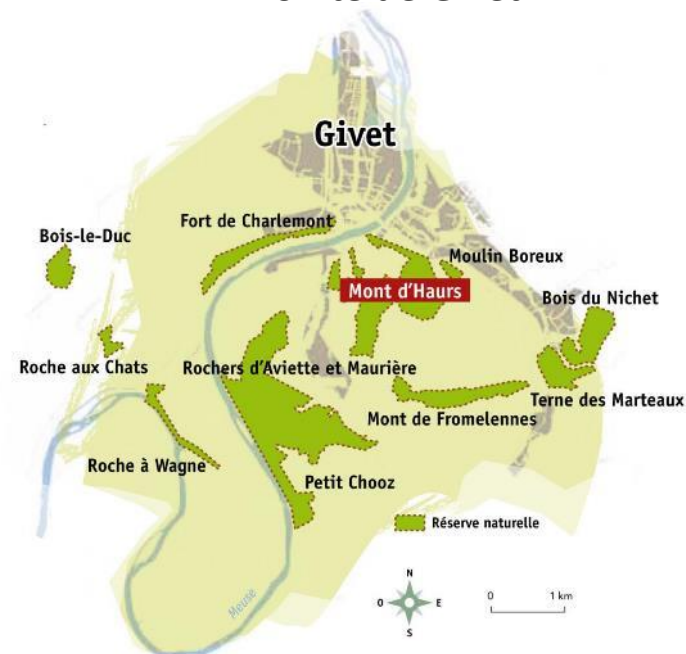 Givet
Fort de Charlemont
Bois-le-Duc
Moulin Boreux
Mont d'Haurs
Bois du Nichet
Roche aux Chats
Rochers d'Aviette et Maurière
Terne des Marteaux
Mont de Fromelennes
Roche à Wagne
Petit Chooz
Réserve naturelle
Meuse
N
O
E
S
0
1 km